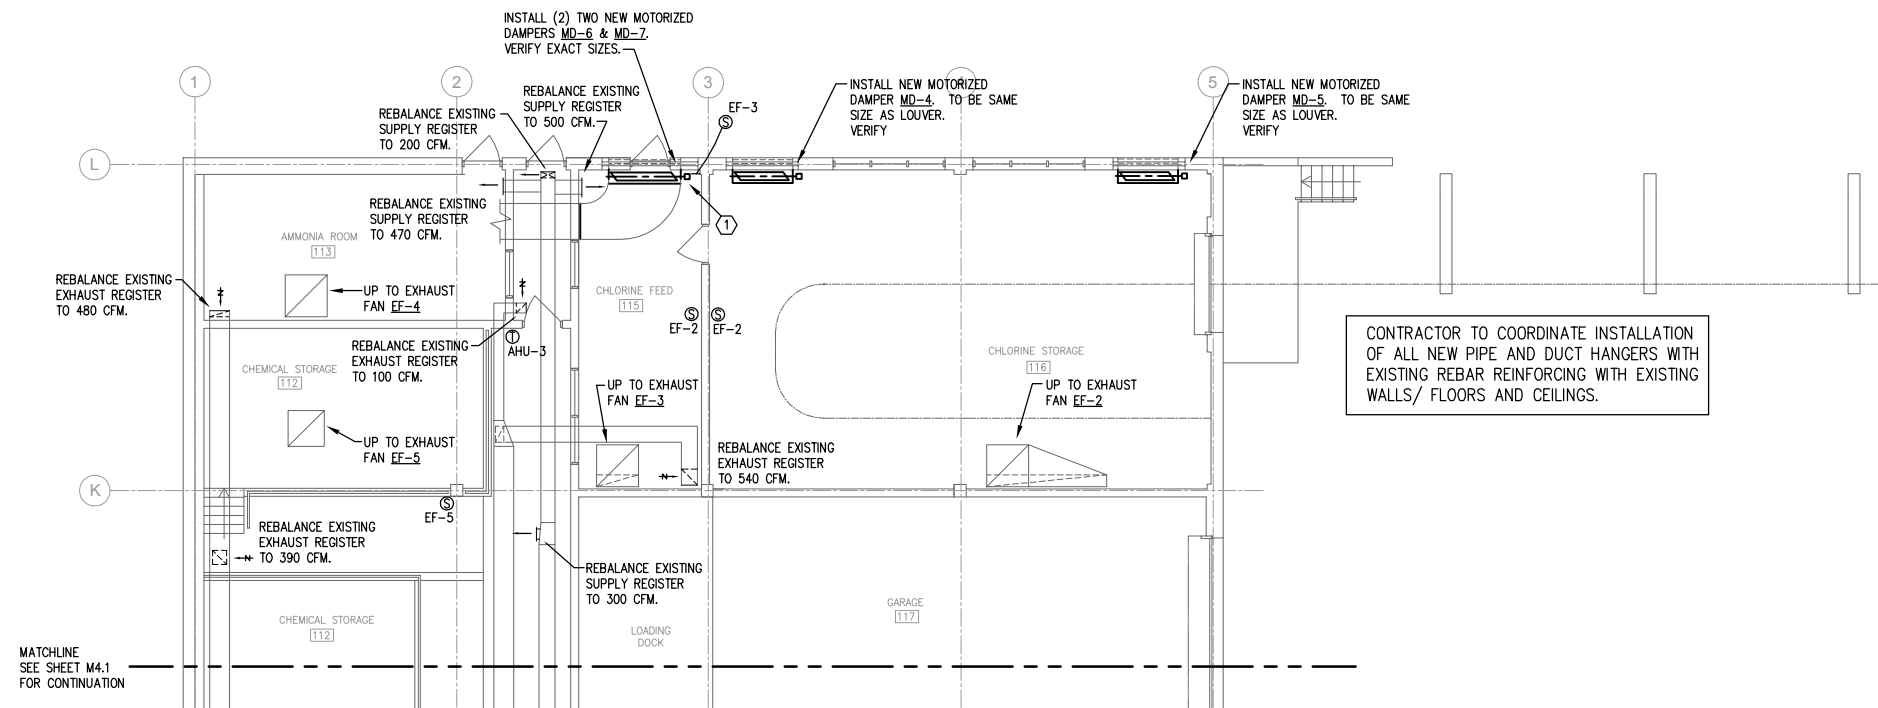 INSTALL (2) TWO NEW MOTORIZED
DAMPERS MD-6 & MD-7.
VERIFY EXACT SIZES.
1
2
3
5
REBALANCE EXISTING
SUPPLY REGISTER
TO 500 CFM.
REBALANCE EXISTING
SUPPLY REGISTER
TO 200 CFM.
EF-3
S
INSTALL NEW MOTORIZED
DAMPER MD-4. TO BE SAME
SIZE AS LOUVER.
VERIFY
INSTALL NEW MOTORIZED
DAMPER MD-5. TO BE SAME
SIZE AS LOUVER.
VERIFY
L
REBALANCE EXISTING
SUPPLY REGISTER
TO 470 CFM.
1
AMMONIA ROOM
113
REBALANCE EXISTING
EXHAUST REGISTER
TO 480 CFM.
UP TO EXHAUST
FAN EF-4
CHLORINE FEED
115
S
EF-2
S
EF-2
T
AHU-3
REBALANCE EXISTING
EXHAUST REGISTER
TO 100 CFM.
CHEMICAL STORAGE
112
CHLORINE STORAGE
116
CONTRACTOR TO COORDINATE INSTALLATION
OF ALL NEW PIPE AND DUCT HANGERS WITH
EXISTING REBAR REINFORCING WITH EXISTING
WALLS/ FLOORS AND CEILINGS.
UP TO EXHAUST
FAN EF-3
UP TO EXHAUST
FAN EF-2
UP TO EXHAUST
FAN EF-5
REBALANCE EXISTING
EXHAUST REGISTER
TO 540 CFM.
K
S
EF-5
REBALANCE EXISTING
EXHAUST REGISTER
TO 390 CFM.
REBALANCE EXISTING
SUPPLY REGISTER
TO 300 CFM.
CHEMICAL STORAGE
112
LOADING
DOCK
GARAGE
117
MATCHLINE
SEE SHEET M4.1
FOR CONTINUATION